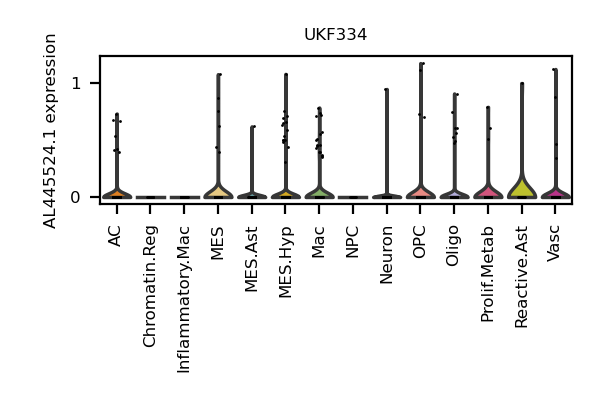 UKF334
AL445524.1 expression
1
0
AC
Chromatin.Reg
Inflammatory.Mac
MES
MES.Ast
MES.Hyp
Mac
NPC
Neuron
OPC
Oligo
Prolif.Metab
Reactive.Ast
Vasc